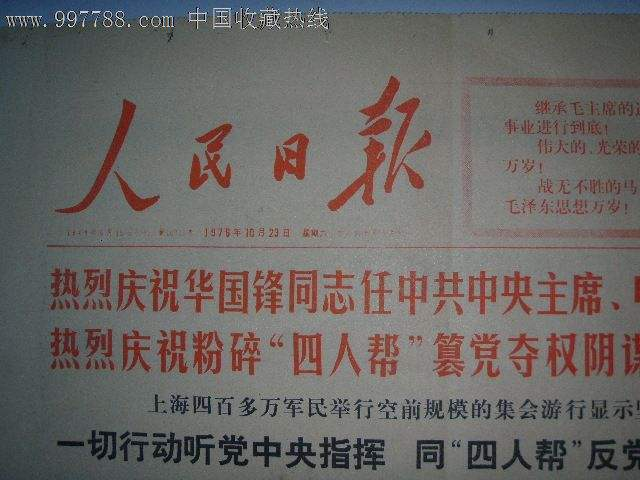 www.997788.com 中国收藏热线
人民日报
继承毛主席的
事业进行到底！
伟大的、光荣的
万岁！
战无不胜的马
毛泽东思想万岁！
1976年10月23日 星期六
热烈庆祝华国锋同志任中共中央主席、
热烈庆祝粉碎“四人帮”篡党夺权阴谋
上海四百多万军民举行空前规模的集会游行显示
一切行动听党中央指挥 同“四人帮”反党